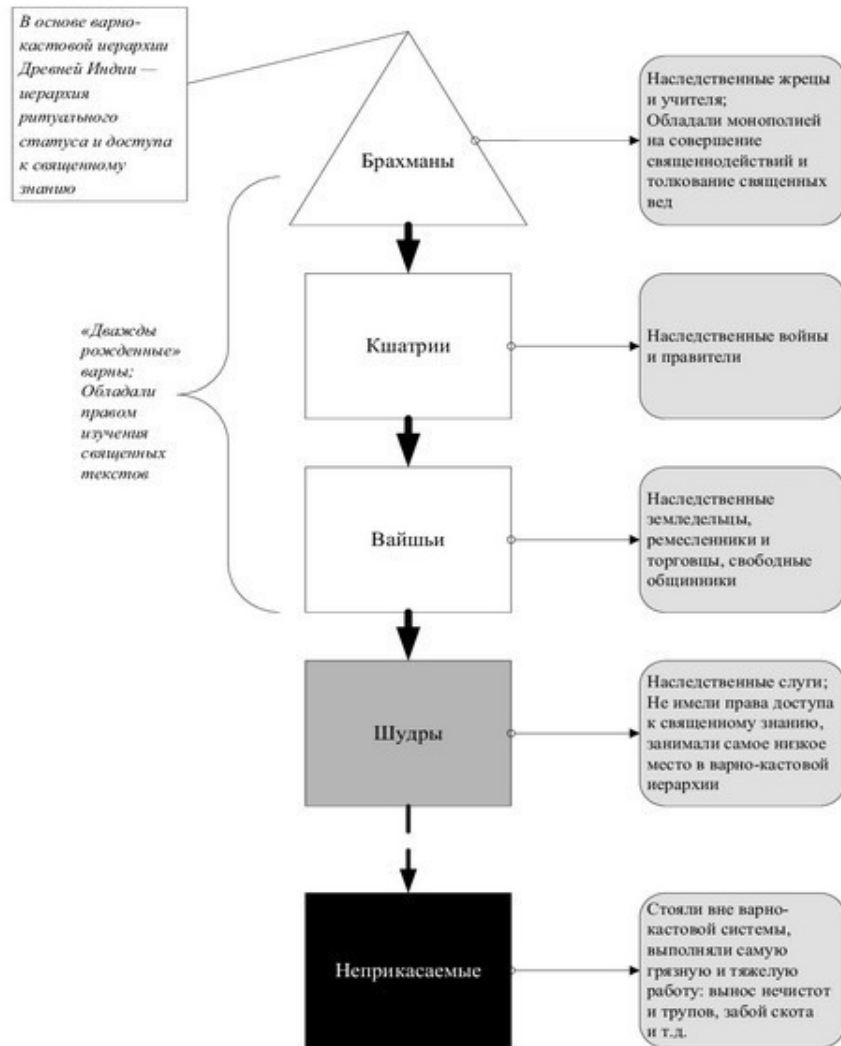 В основе варно-
кастовой иерархии
Древней Индии —
иерархия
ритуального
статуса и доступа
к священному
знанию
Брахманы
Наследственные жрецы
и учителя;
Обладали монополией
на совершение
священнодействий и
толкование священных
вед
«Дважды
рожденные»
варны;
Обладали
правом
изучения
священных
текстов
Кшатрии
Наследственные войны
и правители
Вайшьи
Наследственные
земледельцы,
ремесленники и
торговцы, свободные
общинники
Шудры
Наследственные слуги;
Не имели права доступа
к священному знанию,
занимали самое низкое
место в варно-кастовой
иерархии
Неприкасаемые
Стояли вне варно-
кастовой системы,
выполняли самую
грязную и тяжелую
работу: вынос нечистот
и трупов, забой скота
и т.д.